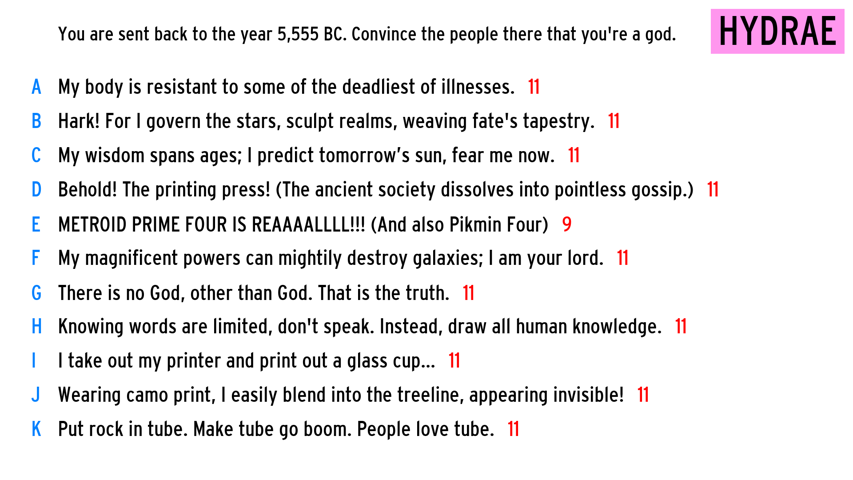 You are sent back to the year 5,555 BC. Convince the people there that you're a god.
HYDRAE
A My body is resistant to some of the deadliest of illnesses. 11
B Hark! For I govern the stars, sculpt realms, weaving fate's tapestry. 11
C My wisdom spans ages; I predict tomorrow’s sun, fear me now. 11
D Behold! The printing press! (The ancient society dissolves into pointless gossip.) 11
E METROID PRIME FOUR IS REAAAALLLL!!! (And also Pikmin Four) 9
F My magnificent powers can mightily destroy galaxies; I am your lord. 11
G There is no God, other than God. That is the truth. 11
H Knowing words are limited, don't speak. Instead, draw all human knowledge. 11
I I take out my printer and print out a glass cup... 11
J Wearing camo print, I easily blend into the treeline, appearing invisible! 11
K Put rock in tube. Make tube go boom. People love tube. 11